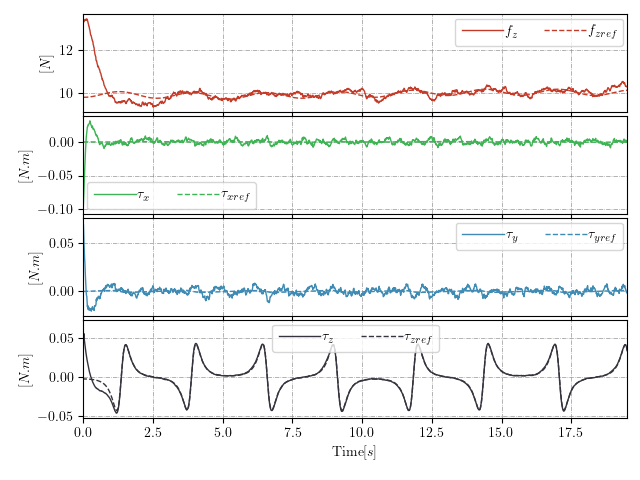 [N]
12
10
f_z
f_zref
[N.m]
0.00
−0.05
−0.10
τ_x
τ_xref
[N.m]
0.05
0.00
τ_y
τ_yref
[N.m]
0.05
0.00
−0.05
τ_z
τ_zref
0.0 2.5 5.0 7.5 10.0 12.5 15.0 17.5
Time[s]